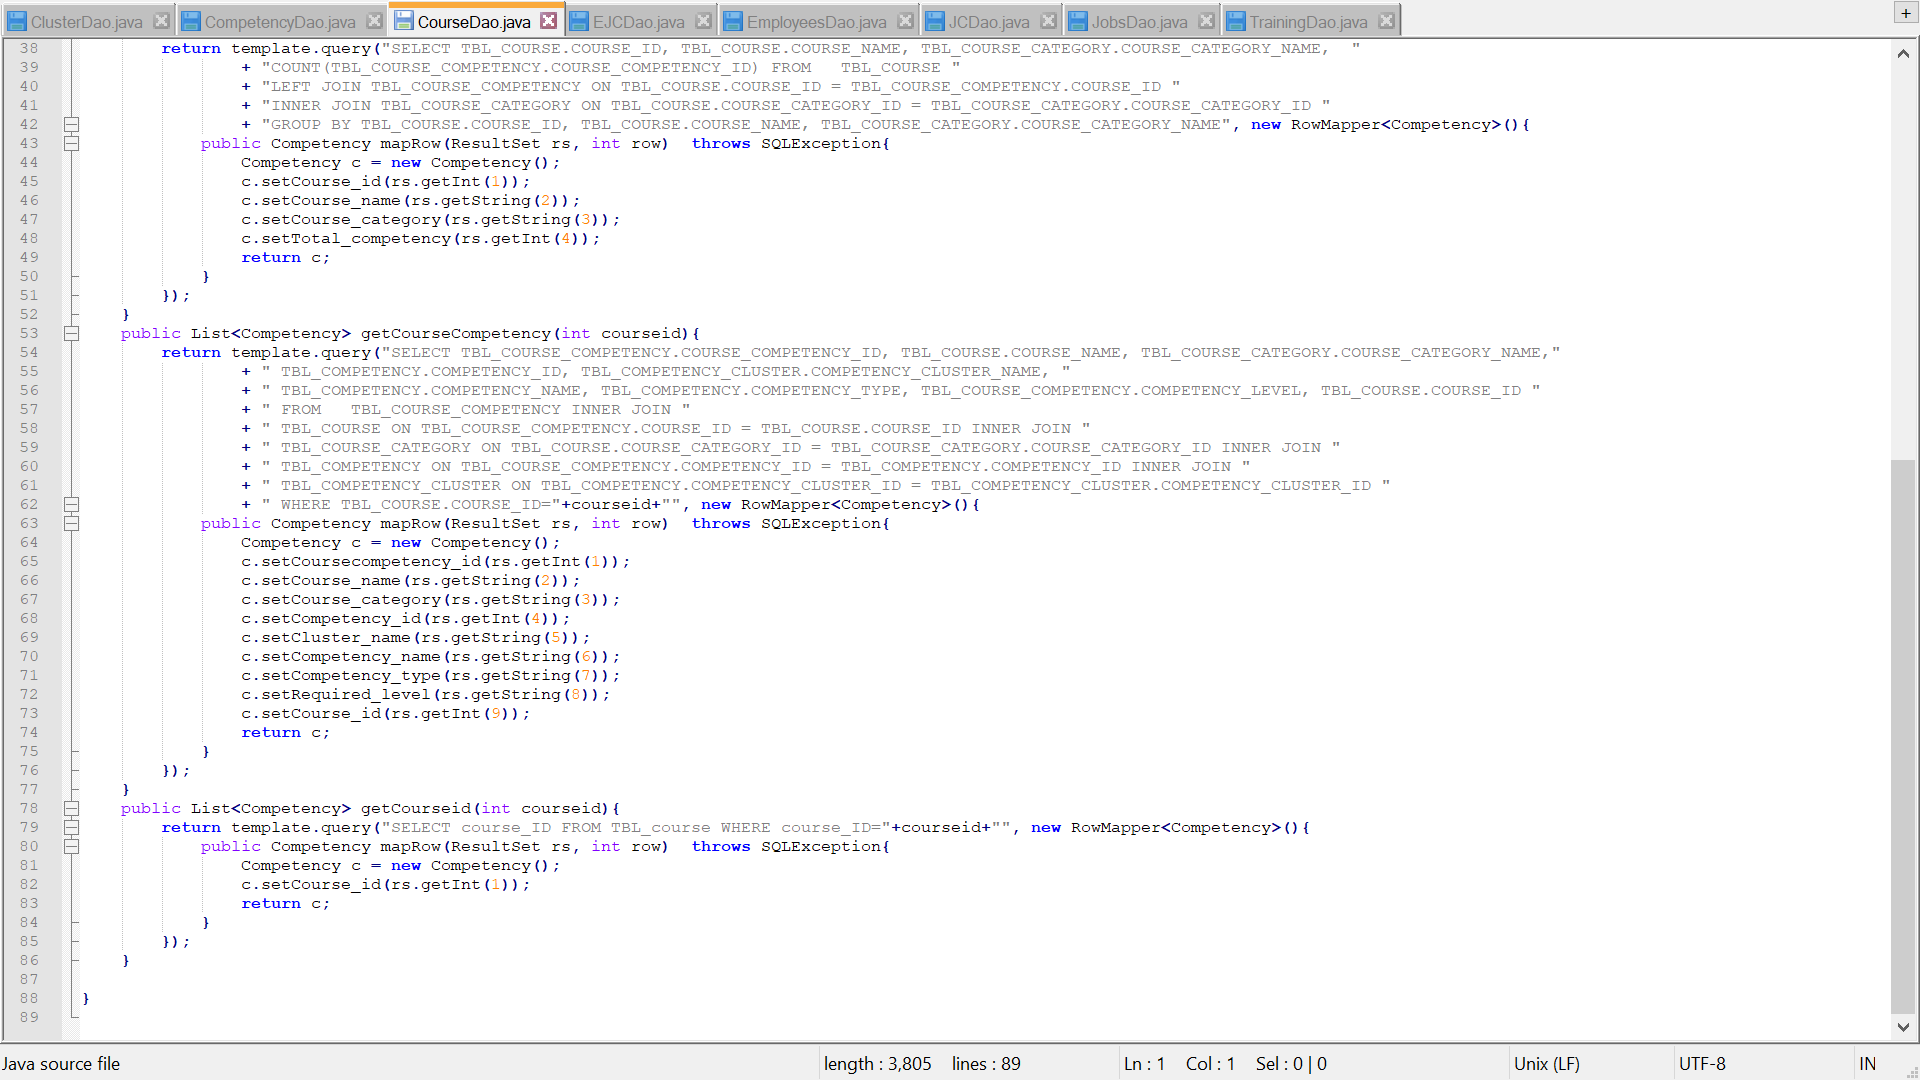 ClusterDao.java CompetencyDao.java CourseDao.java EJCDao.java EmployeesDao.java JCDao.java JobsDao.java TrainingDao.java +
38 return template.query("SELECT TBL_COURSE.COURSE_ID, TBL_COURSE.COURSE_NAME, TBL_COURSE_CATEGORY.COURSE_CATEGORY_NAME,  "
39 + "COUNT(TBL_COURSE_COMPETENCY.COURSE_COMPETENCY_ID) FROM   TBL_COURSE "
40 + "LEFT JOIN TBL_COURSE_COMPETENCY ON TBL_COURSE.COURSE_ID = TBL_COURSE_COMPETENCY.COURSE_ID "
41 + "INNER JOIN TBL_COURSE_CATEGORY ON TBL_COURSE.COURSE_CATEGORY_ID = TBL_COURSE_CATEGORY.COURSE_CATEGORY_ID "
42 + "GROUP BY TBL_COURSE.COURSE_ID, TBL_COURSE.COURSE_NAME, TBL_COURSE_CATEGORY.COURSE_CATEGORY_NAME", new RowMapper<Competency>(){
43 public Competency mapRow(ResultSet rs, int row)  throws SQLException{
44 Competency c = new Competency();
45 c.setCourse_id(rs.getInt(1));
46 c.setCourse_name(rs.getString(2));
47 c.setCourse_category(rs.getString(3));
48 c.setTotal_competency(rs.getInt(4));
49 return c;
50 }
51 });
52 }
53 public List<Competency> getCourseCompetency(int courseid){
54 return template.query("SELECT TBL_COURSE_COMPETENCY.COURSE_COMPETENCY_ID, TBL_COURSE.COURSE_NAME, TBL_COURSE_CATEGORY.COURSE_CATEGORY_NAME,"
55 + " TBL_COMPETENCY.COMPETENCY_ID, TBL_COMPETENCY_CLUSTER.COMPETENCY_CLUSTER_NAME, "
56 + " TBL_COMPETENCY.COMPETENCY_NAME, TBL_COMPETENCY.COMPETENCY_TYPE, TBL_COURSE_COMPETENCY.COMPETENCY_LEVEL, TBL_COURSE.COURSE_ID "
57 + " FROM   TBL_COURSE_COMPETENCY INNER JOIN "
58 + " TBL_COURSE ON TBL_COURSE_COMPETENCY.COURSE_ID = TBL_COURSE.COURSE_ID INNER JOIN "
59 + " TBL_COURSE_CATEGORY ON TBL_COURSE.COURSE_CATEGORY_ID = TBL_COURSE_CATEGORY.COURSE_CATEGORY_ID INNER JOIN "
60 + " TBL_COMPETENCY ON TBL_COURSE_COMPETENCY.COMPETENCY_ID = TBL_COMPETENCY.COMPETENCY_ID INNER JOIN "
61 + " TBL_COMPETENCY_CLUSTER ON TBL_COMPETENCY.COMPETENCY_CLUSTER_ID = TBL_COMPETENCY_CLUSTER.COMPETENCY_CLUSTER_ID "
62 + " WHERE TBL_COURSE.COURSE_ID="+courseid+"", new RowMapper<Competency>(){
63 public Competency mapRow(ResultSet rs, int row)  throws SQLException{
64 Competency c = new Competency();
65 c.setCoursecompetency_id(rs.getInt(1));
66 c.setCourse_name(rs.getString(2));
67 c.setCourse_category(rs.getString(3));
68 c.setCompetency_id(rs.getInt(4));
69 c.setCluster_name(rs.getString(5));
70 c.setCompetency_name(rs.getString(6));
71 c.setCompetency_type(rs.getString(7));
72 c.setRequired_level(rs.getString(8));
73 c.setCourse_id(rs.getInt(9));
74 return c;
75 }
76 });
77 }
78 public List<Competency> getCourseid(int courseid){
79 return template.query("SELECT course_ID FROM TBL_course WHERE course_ID="+courseid+"", new RowMapper<Competency>(){
80 public Competency mapRow(ResultSet rs, int row)  throws SQLException{
81 Competency c = new Competency();
82 c.setCourse_id(rs.getInt(1));
83 return c;
84 }
85 });
86 }
87
88 }
89
Java source file length : 3,805 lines : 89 Ln : 1 Col : 1 Sel : 0 | 0 Unix (LF) UTF-8 IN